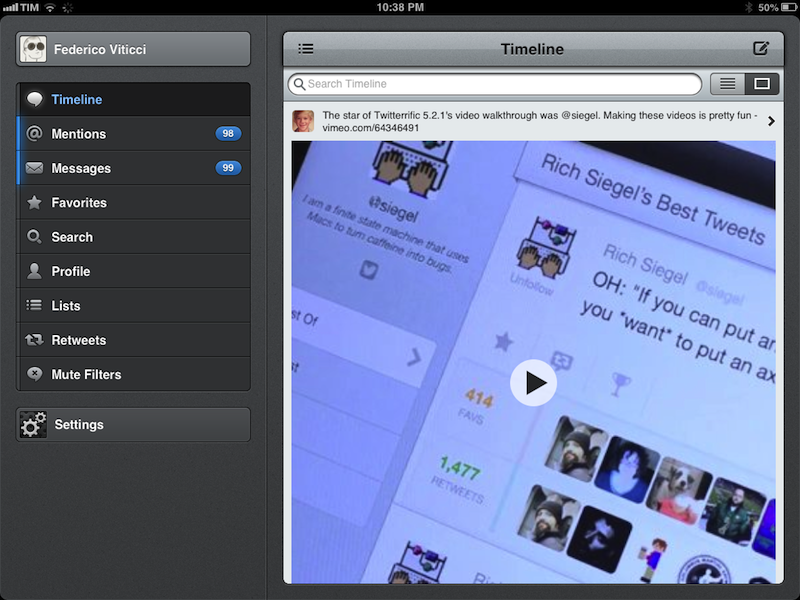 TIM
10:38 PM
50%
Federico Viticci
Timeline
Mentions
98
Messages
99
Favorites
Search
Profile
Lists
Retweets
Mute Filters
Settings
Timeline
Search Timeline
The star of Twitterrific 5.2.1's video walkthrough was @siegel. Making these videos is pretty fun -
vimeo.com/64346491
@siegel
I am a finite state machine that uses
Macs to turn caffeine into bugs.
st Of
st
Rich Siegel's Best Tweets
Unfollow
Rich Siegel @siegel
OH: "If you can put an
you *want* to put an ax
414
FAVS
1,477
RETWEETS